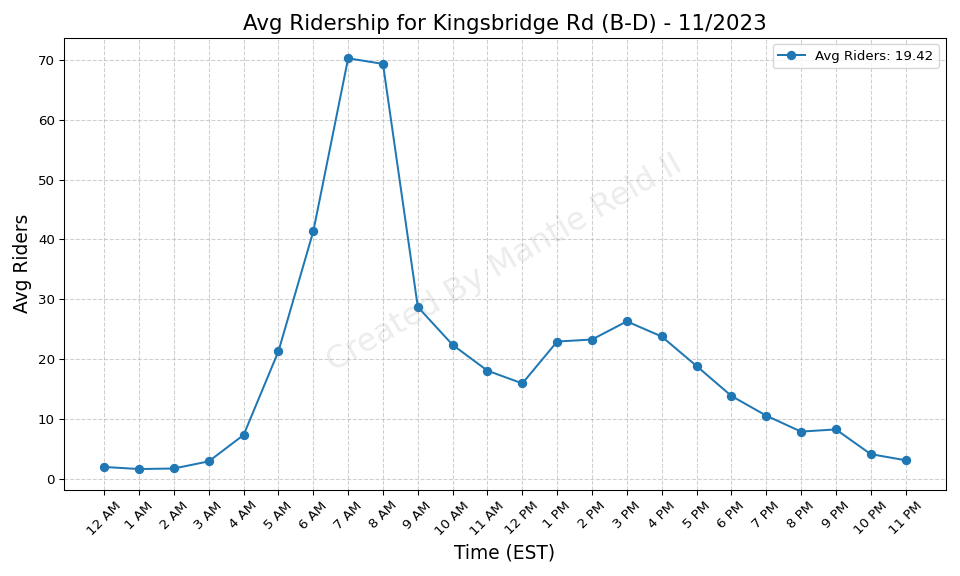 Avg Ridership for Kingsbridge Rd (B-D) - 11/2023
Avg Riders: 19.42
70
60
50
40
30
20
10
0
Avg Riders
Created By Mantie Reid II
12 AM
1 AM
2 AM
3 AM
4 AM
5 AM
6 AM
7 AM
8 AM
9 AM
10 AM
11 AM
12 PM
1 PM
2 PM
3 PM
4 PM
5 PM
6 PM
7 PM
8 PM
9 PM
10 PM
11 PM
Time (EST)